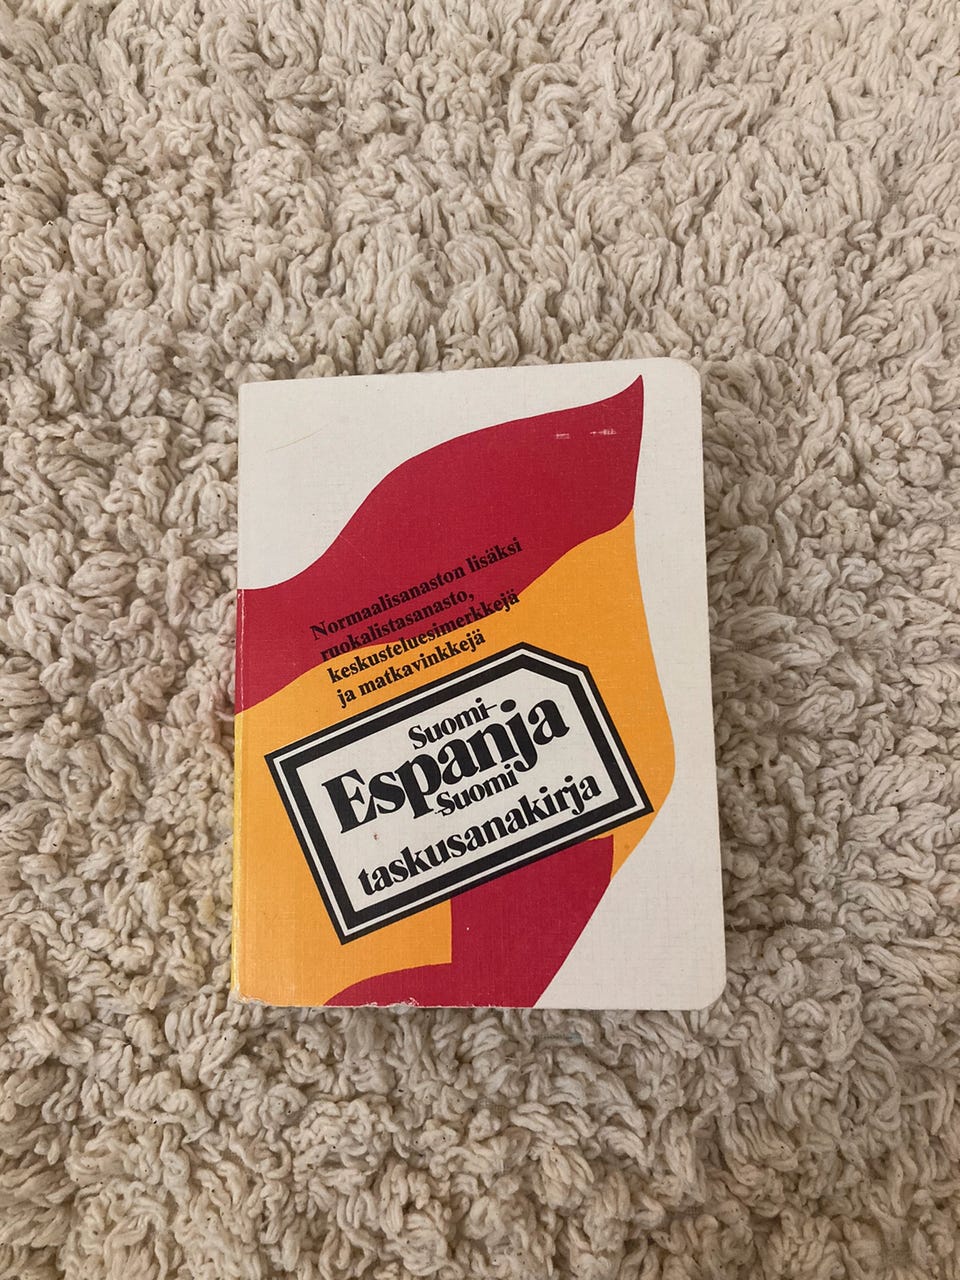 Normaalisanaston lisäksi
ruokalistasanasto,
keskusteluesimerkkejä
ja matkavinkkejä
Suomi-
Espanja
-Suomi
taskusanakirja